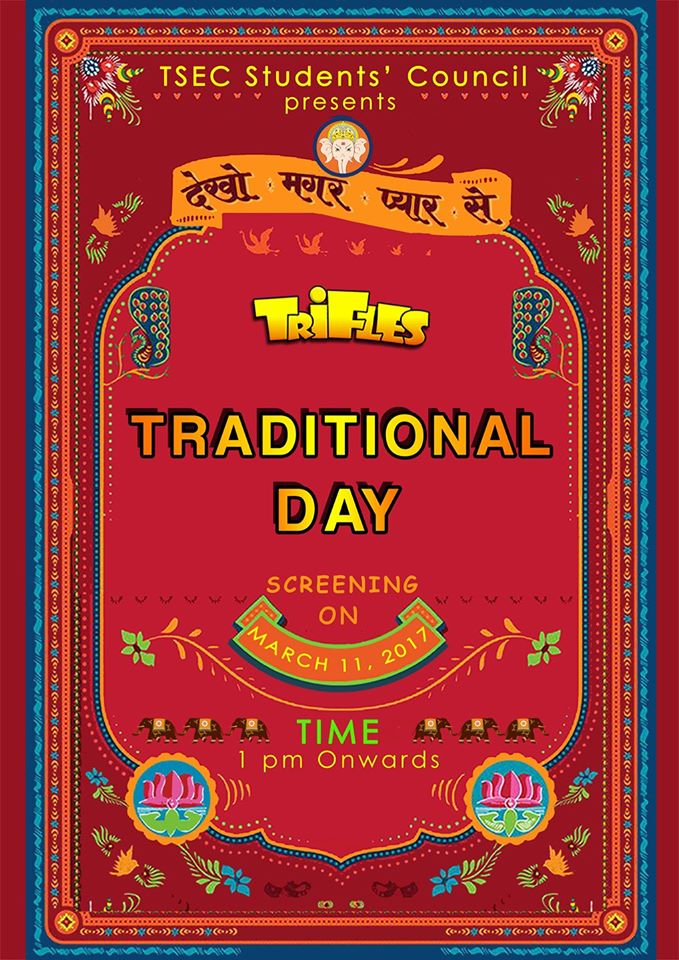 TSEC Students' Council
presents
देखो मगर प्यार से
TRiFLES
TRADITIONAL
DAY
SCREENING
ON
MARCH 11, 2017
TIME
1 pm Onwards